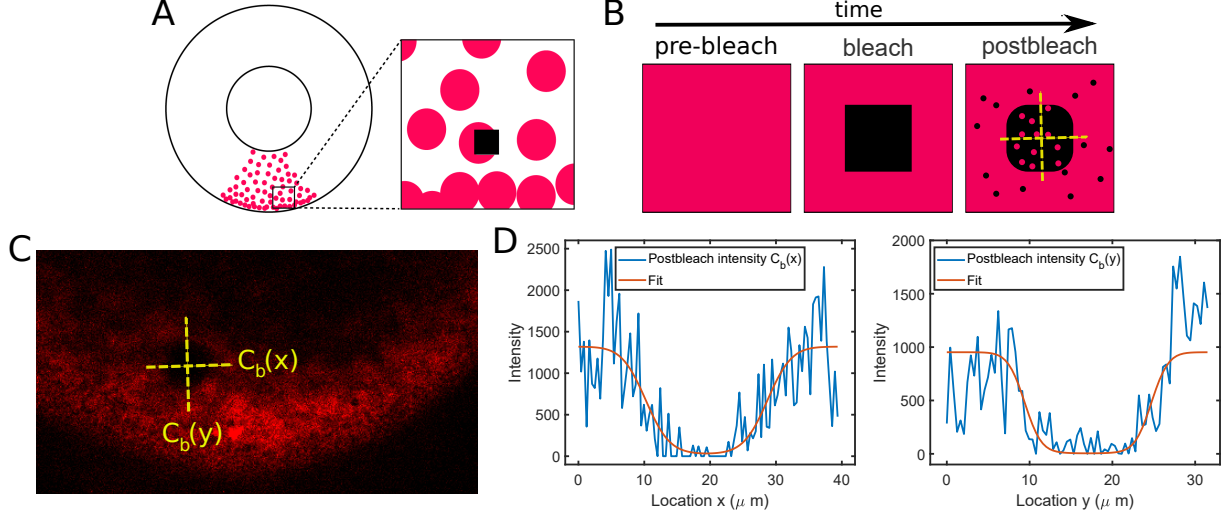 A
B
time
pre-bleach
bleach
postbleach
C
C_b(x)
C_b(y)
D
2500
2000
1500
1000
500
0
Intensity
Postbleach intensity C_b(x)
Fit
0
10
20
30
40
Location x (μ m)
2000
1500
1000
500
0
Intensity
Postbleach intensity C_b(y)
Fit
0
10
20
30
Location y (μ m)